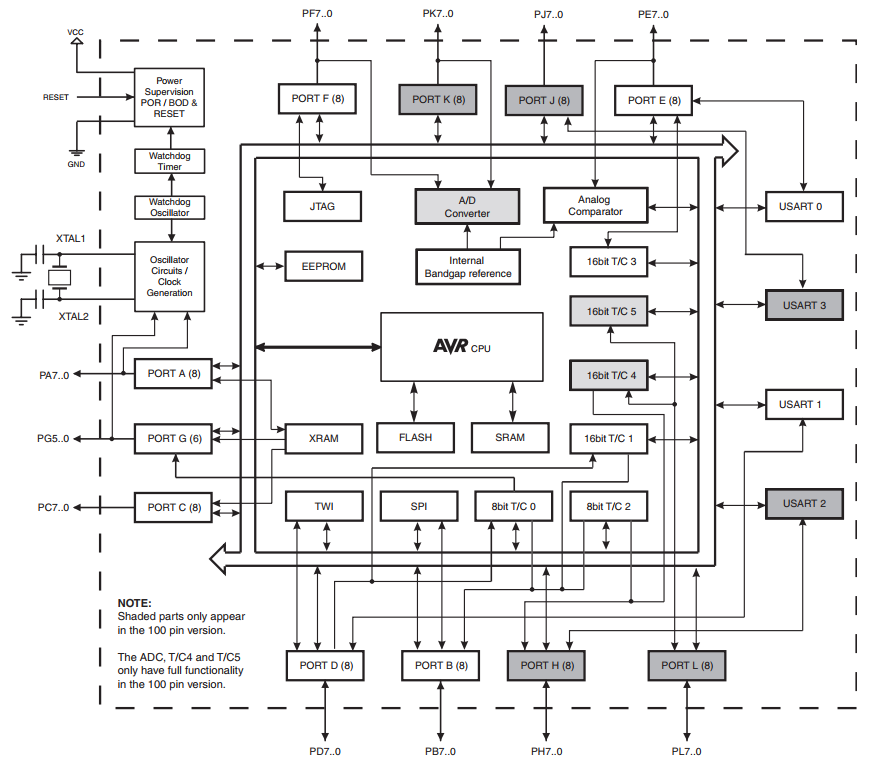 PF7..0
PK7..0
PJ7..0
PE7..0
VCC
RESET
GND
Power
Supervision
POR / BOD &
RESET
PORT F (8)
PORT K (8)
PORT J (8)
PORT E (8)
Watchdog
Timer
Watchdog
Oscillator
JTAG
A/D
Converter
Analog
Comparator
USART 0
XTAL1
XTAL2
Oscillator
Circuits /
Clock
Generation
EEPROM
Internal
Bandgap reference
16bit T/C 3
16bit T/C 5
USART 3
AVR CPU
16bit T/C 4
PA7..0
PORT A (8)
USART 1
PG5..0
PORT G (6)
XRAM
FLASH
SRAM
16bit T/C 1
PC7..0
PORT C (8)
TWI
SPI
8bit T/C 0
8bit T/C 2
USART 2
NOTE:
Shaded parts only appear
in the 100 pin version.
The ADC, T/C4 and T/C5
only have full functionality
in the 100 pin version.
PORT D (8)
PORT B (8)
PORT H (8)
PORT L (8)
PD7..0
PB7..0
PH7..0
PL7..0